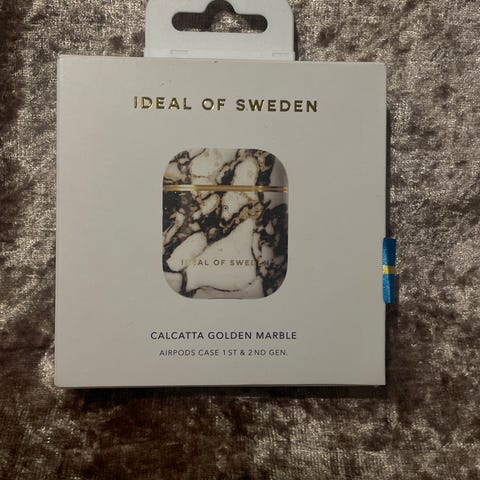 IDEAL OF SWEDEN
IDEAL OF SWEDEN
CALCATTA GOLDEN MARBLE
AIRPODS CASE 1ST & 2ND GEN.